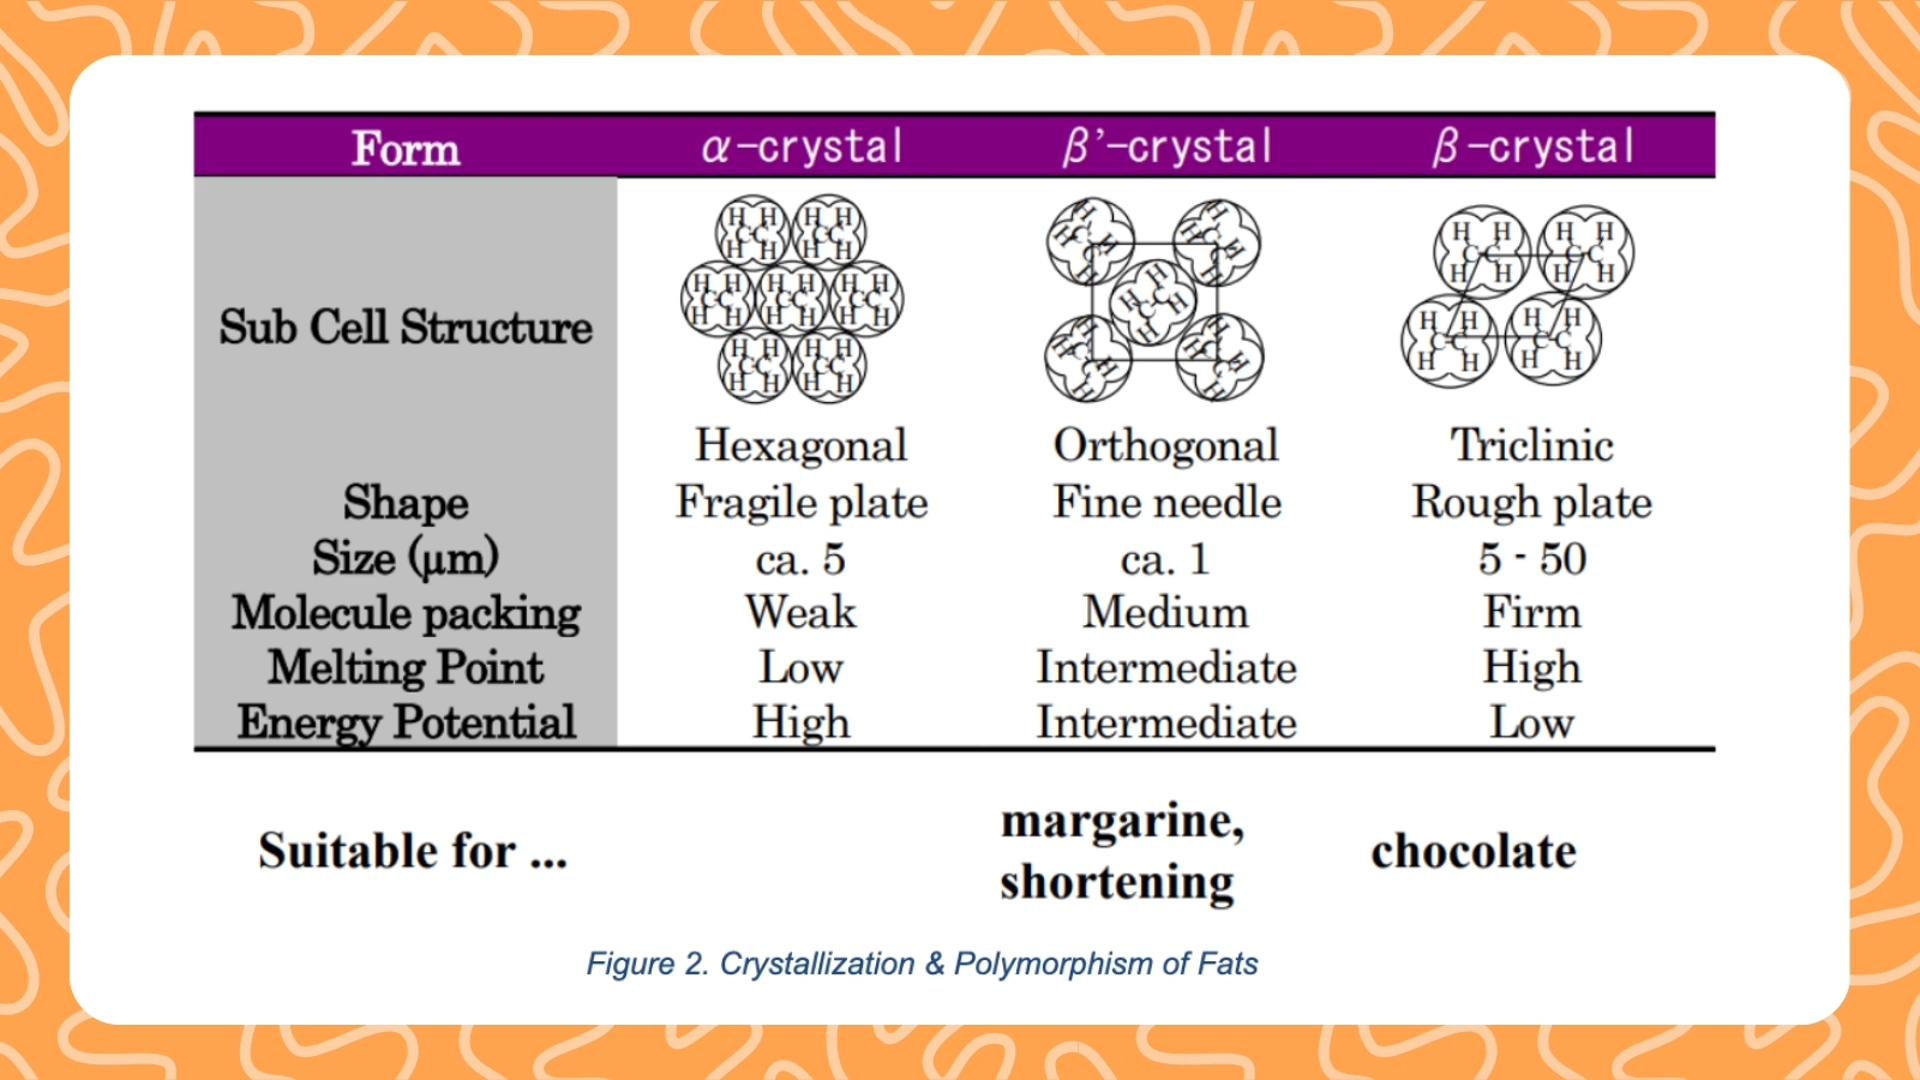 Form α-crystal β’-crystal β-crystal
H H H H
C-C C-C
H H H H
H H H H H H
C-C C-C C-C
H H H H H H
H H H H
C-C C-C
H H H H
Sub Cell Structure
Hexagonal Orthogonal Triclinic
Shape Fragile plate Fine needle Rough plate
Size (μm) ca. 5 ca. 1 5 - 50
Molecule packing Weak Medium Firm
Melting Point Low Intermediate High
Energy Potential High Intermediate Low
Suitable for ... margarine, shortening chocolate
Figure 2. Crystallization & Polymorphism of Fats